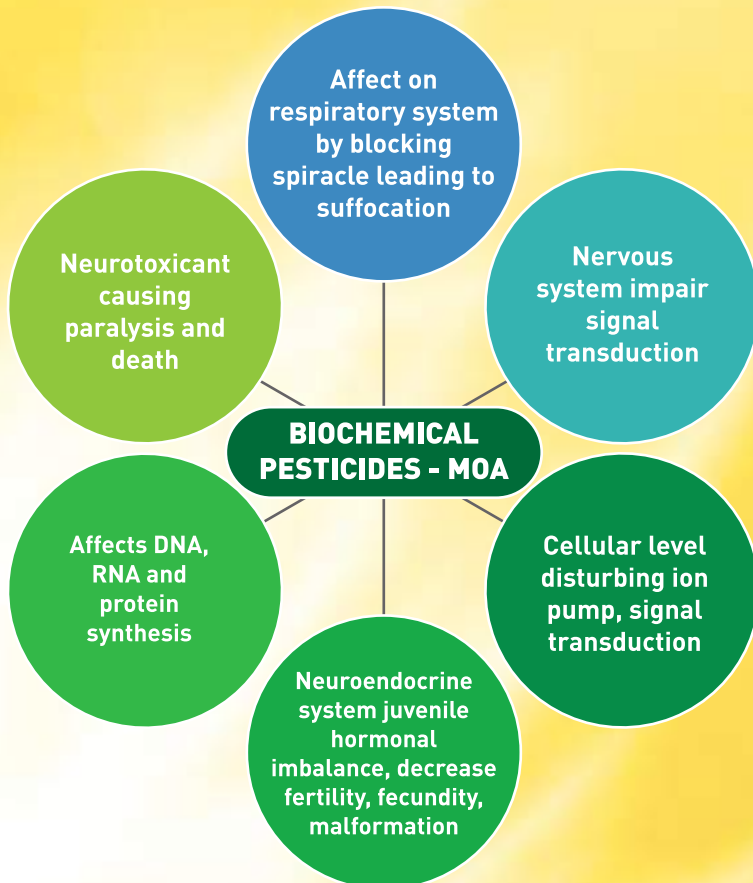 Affect on
respiratory system
by blocking
spiracle leading to
suffocation
Neurotoxicant
causing
paralysis and
death
Nervous
system impair
signal
transduction
BIOCHEMICAL
PESTICIDES - MOA
Affects DNA,
RNA and
protein
synthesis
Cellular level
disturbing ion
pump, signal
transduction
Neuroendocrine
system juvenile
hormonal
imbalance, decrease
fertility, fecundity,
malformation